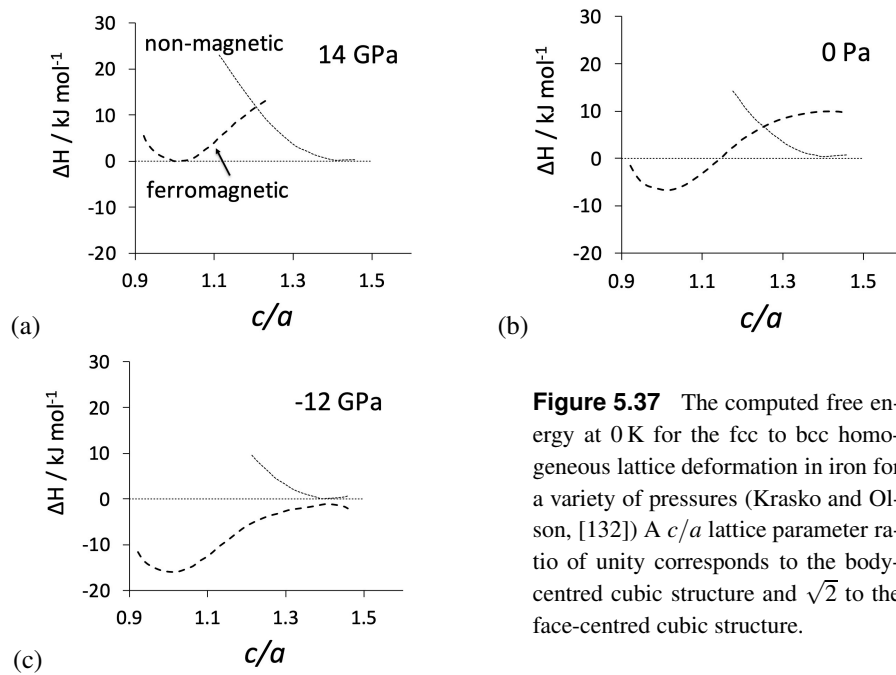 30
20
10
0
-10
-20
ΔH / kJ mol⁻¹
non-magnetic
14 GPa
ferromagnetic
0.9 1.1 1.3 1.5
c/a
(a)
30
20
10
0
-10
-20
ΔH / kJ mol⁻¹
0 Pa
0.9 1.1 1.3 1.5
c/a
(b)
30
20
10
0
-10
-20
ΔH / kJ mol⁻¹
-12 GPa
0.9 1.1 1.3 1.5
c/a
(c)
Figure 5.37 The computed free en-
ergy at 0 K for the fcc to bcc homo-
geneous lattice deformation in iron for
a variety of pressures (Krasko and Ol-
son, [132]) A c/a lattice parameter ra-
tio of unity corresponds to the body-
centred cubic structure and √2 to the
face-centred cubic structure.